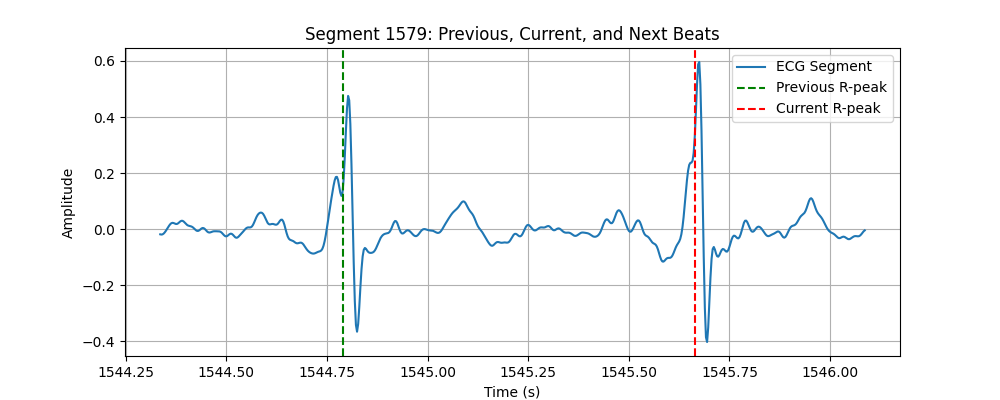 Segment 1579: Previous, Current, and Next Beats
ECG Segment
Previous R-peak
Current R-peak
Amplitude
0.6
0.4
0.2
0.0
−0.2
−0.4
1544.25 1544.50 1544.75 1545.00 1545.25 1545.50 1545.75 1546.00
Time (s)